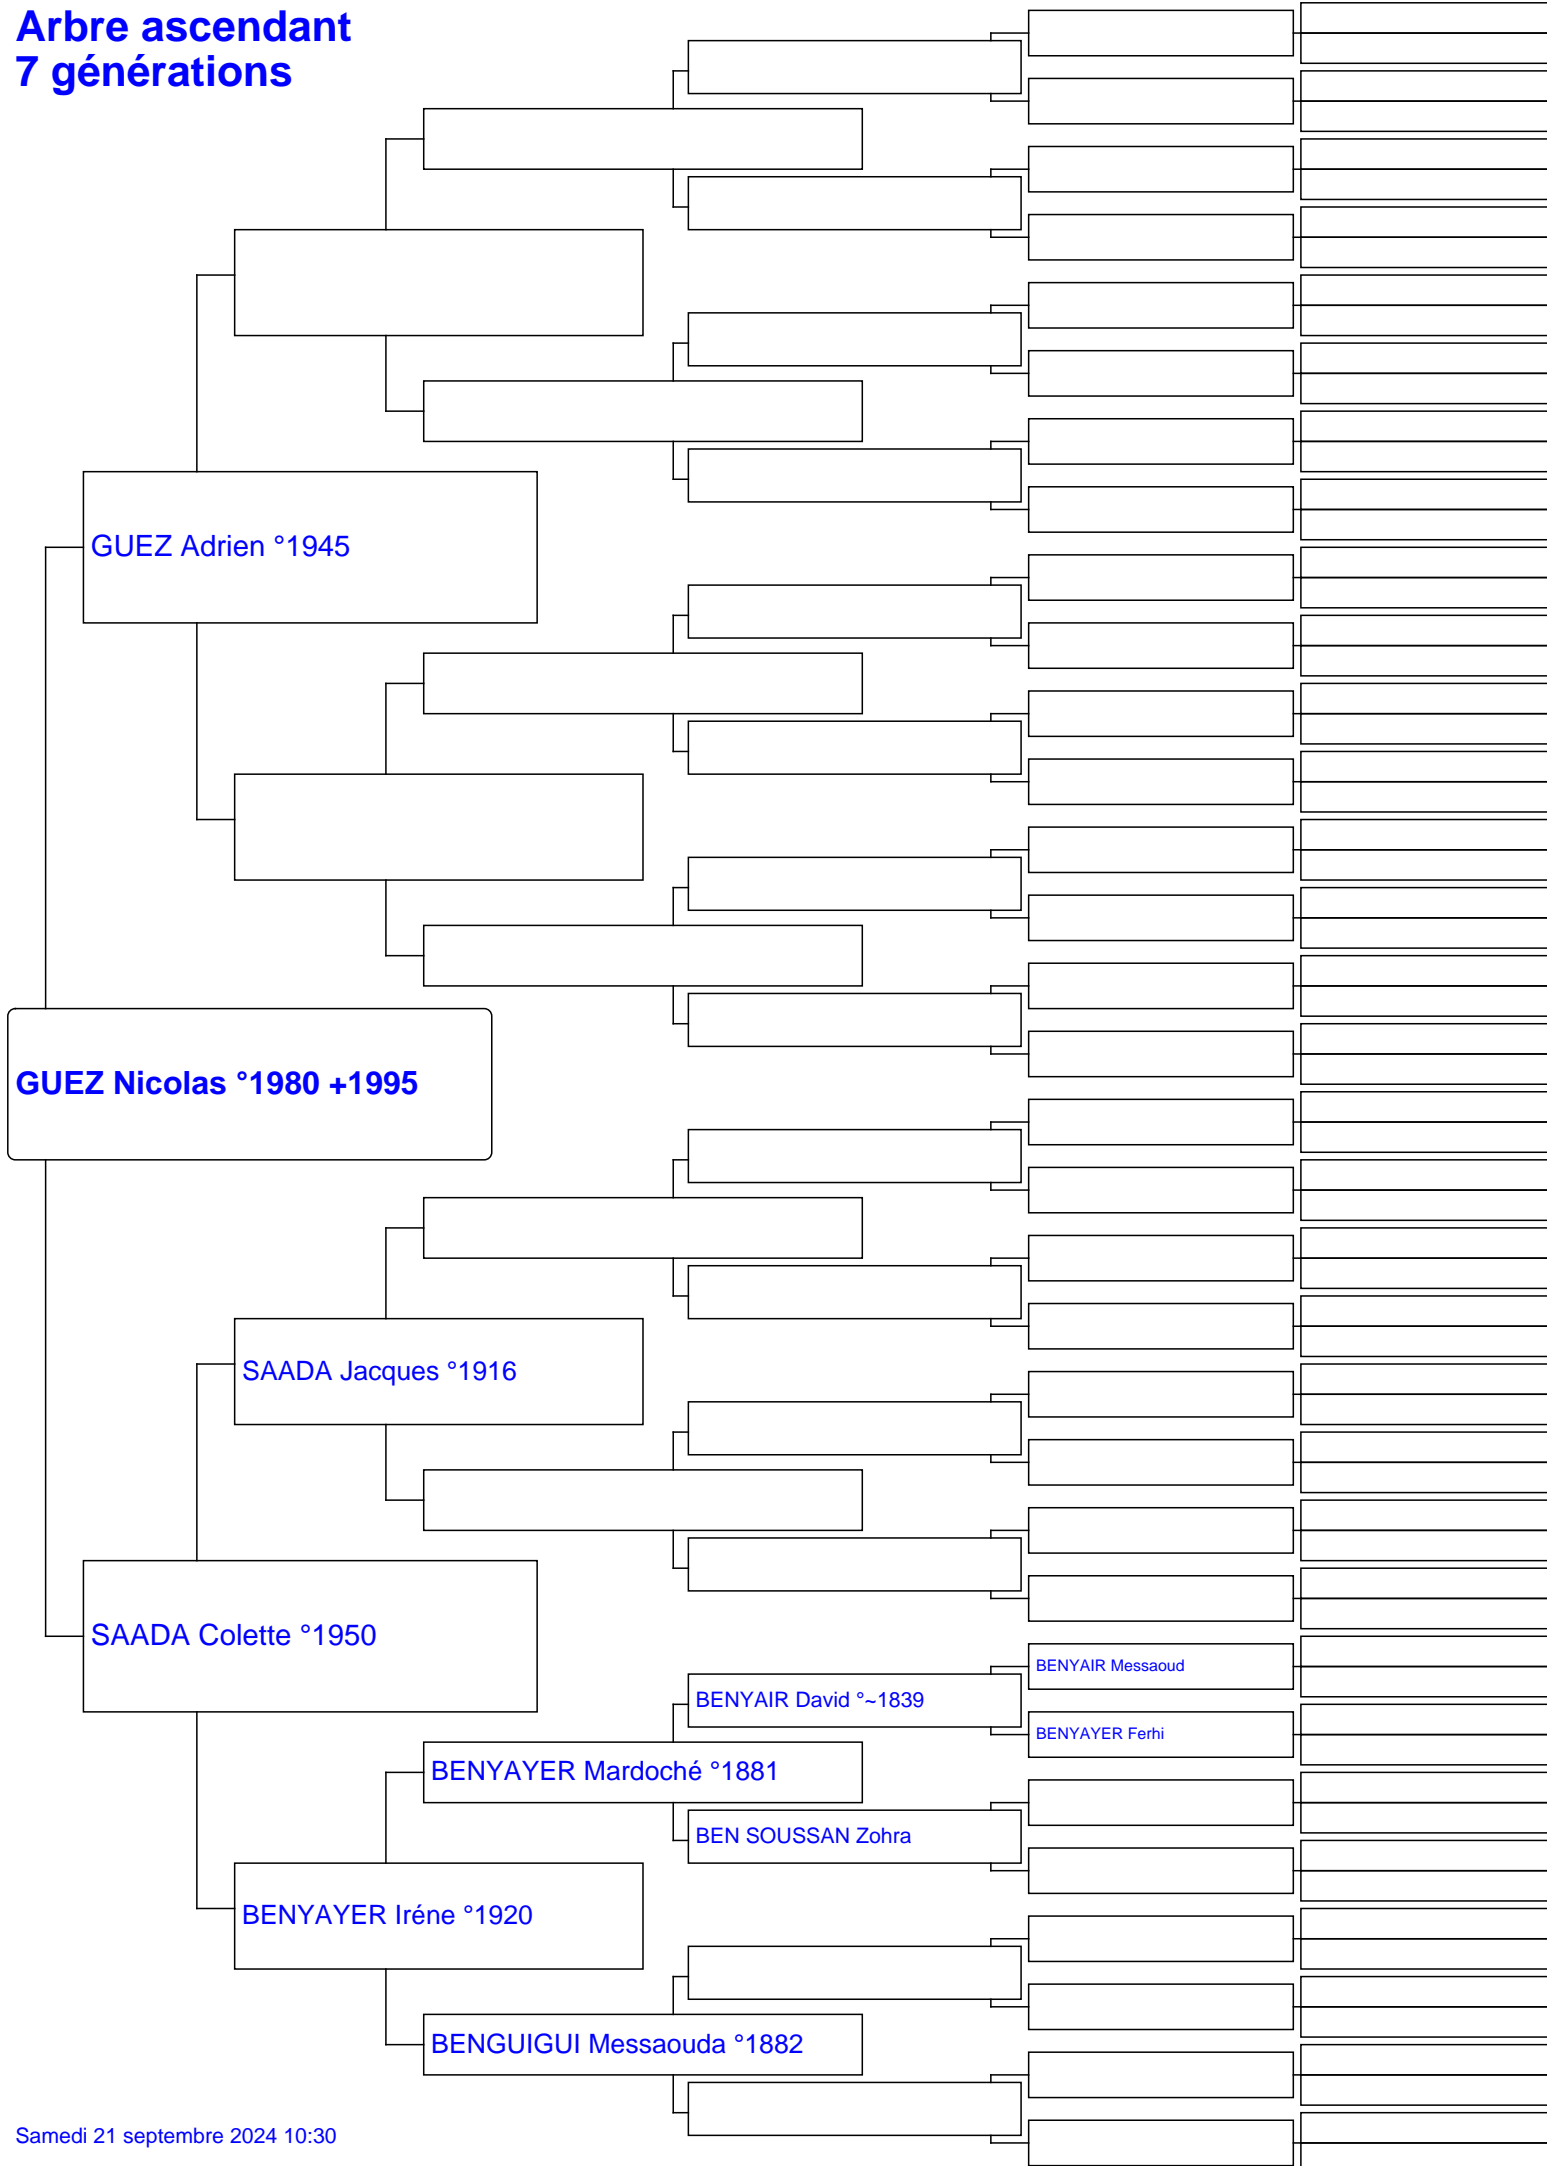 Arbre ascendant
7 générations
GUEZ Adrien °1945
GUEZ Nicolas °1980 +1995
SAADA Jacques °1916
SAADA Colette °1950
BENYAIR Messaoud
BENYAIR David °~1839
BENYAYER Ferhi
BENYAYER Mardoché °1881
BEN SOUSSAN Zohra
BENYAYER Iréne °1920
BENGUIGUI Messaouda °1882
Samedi 21 septembre 2024 10:30